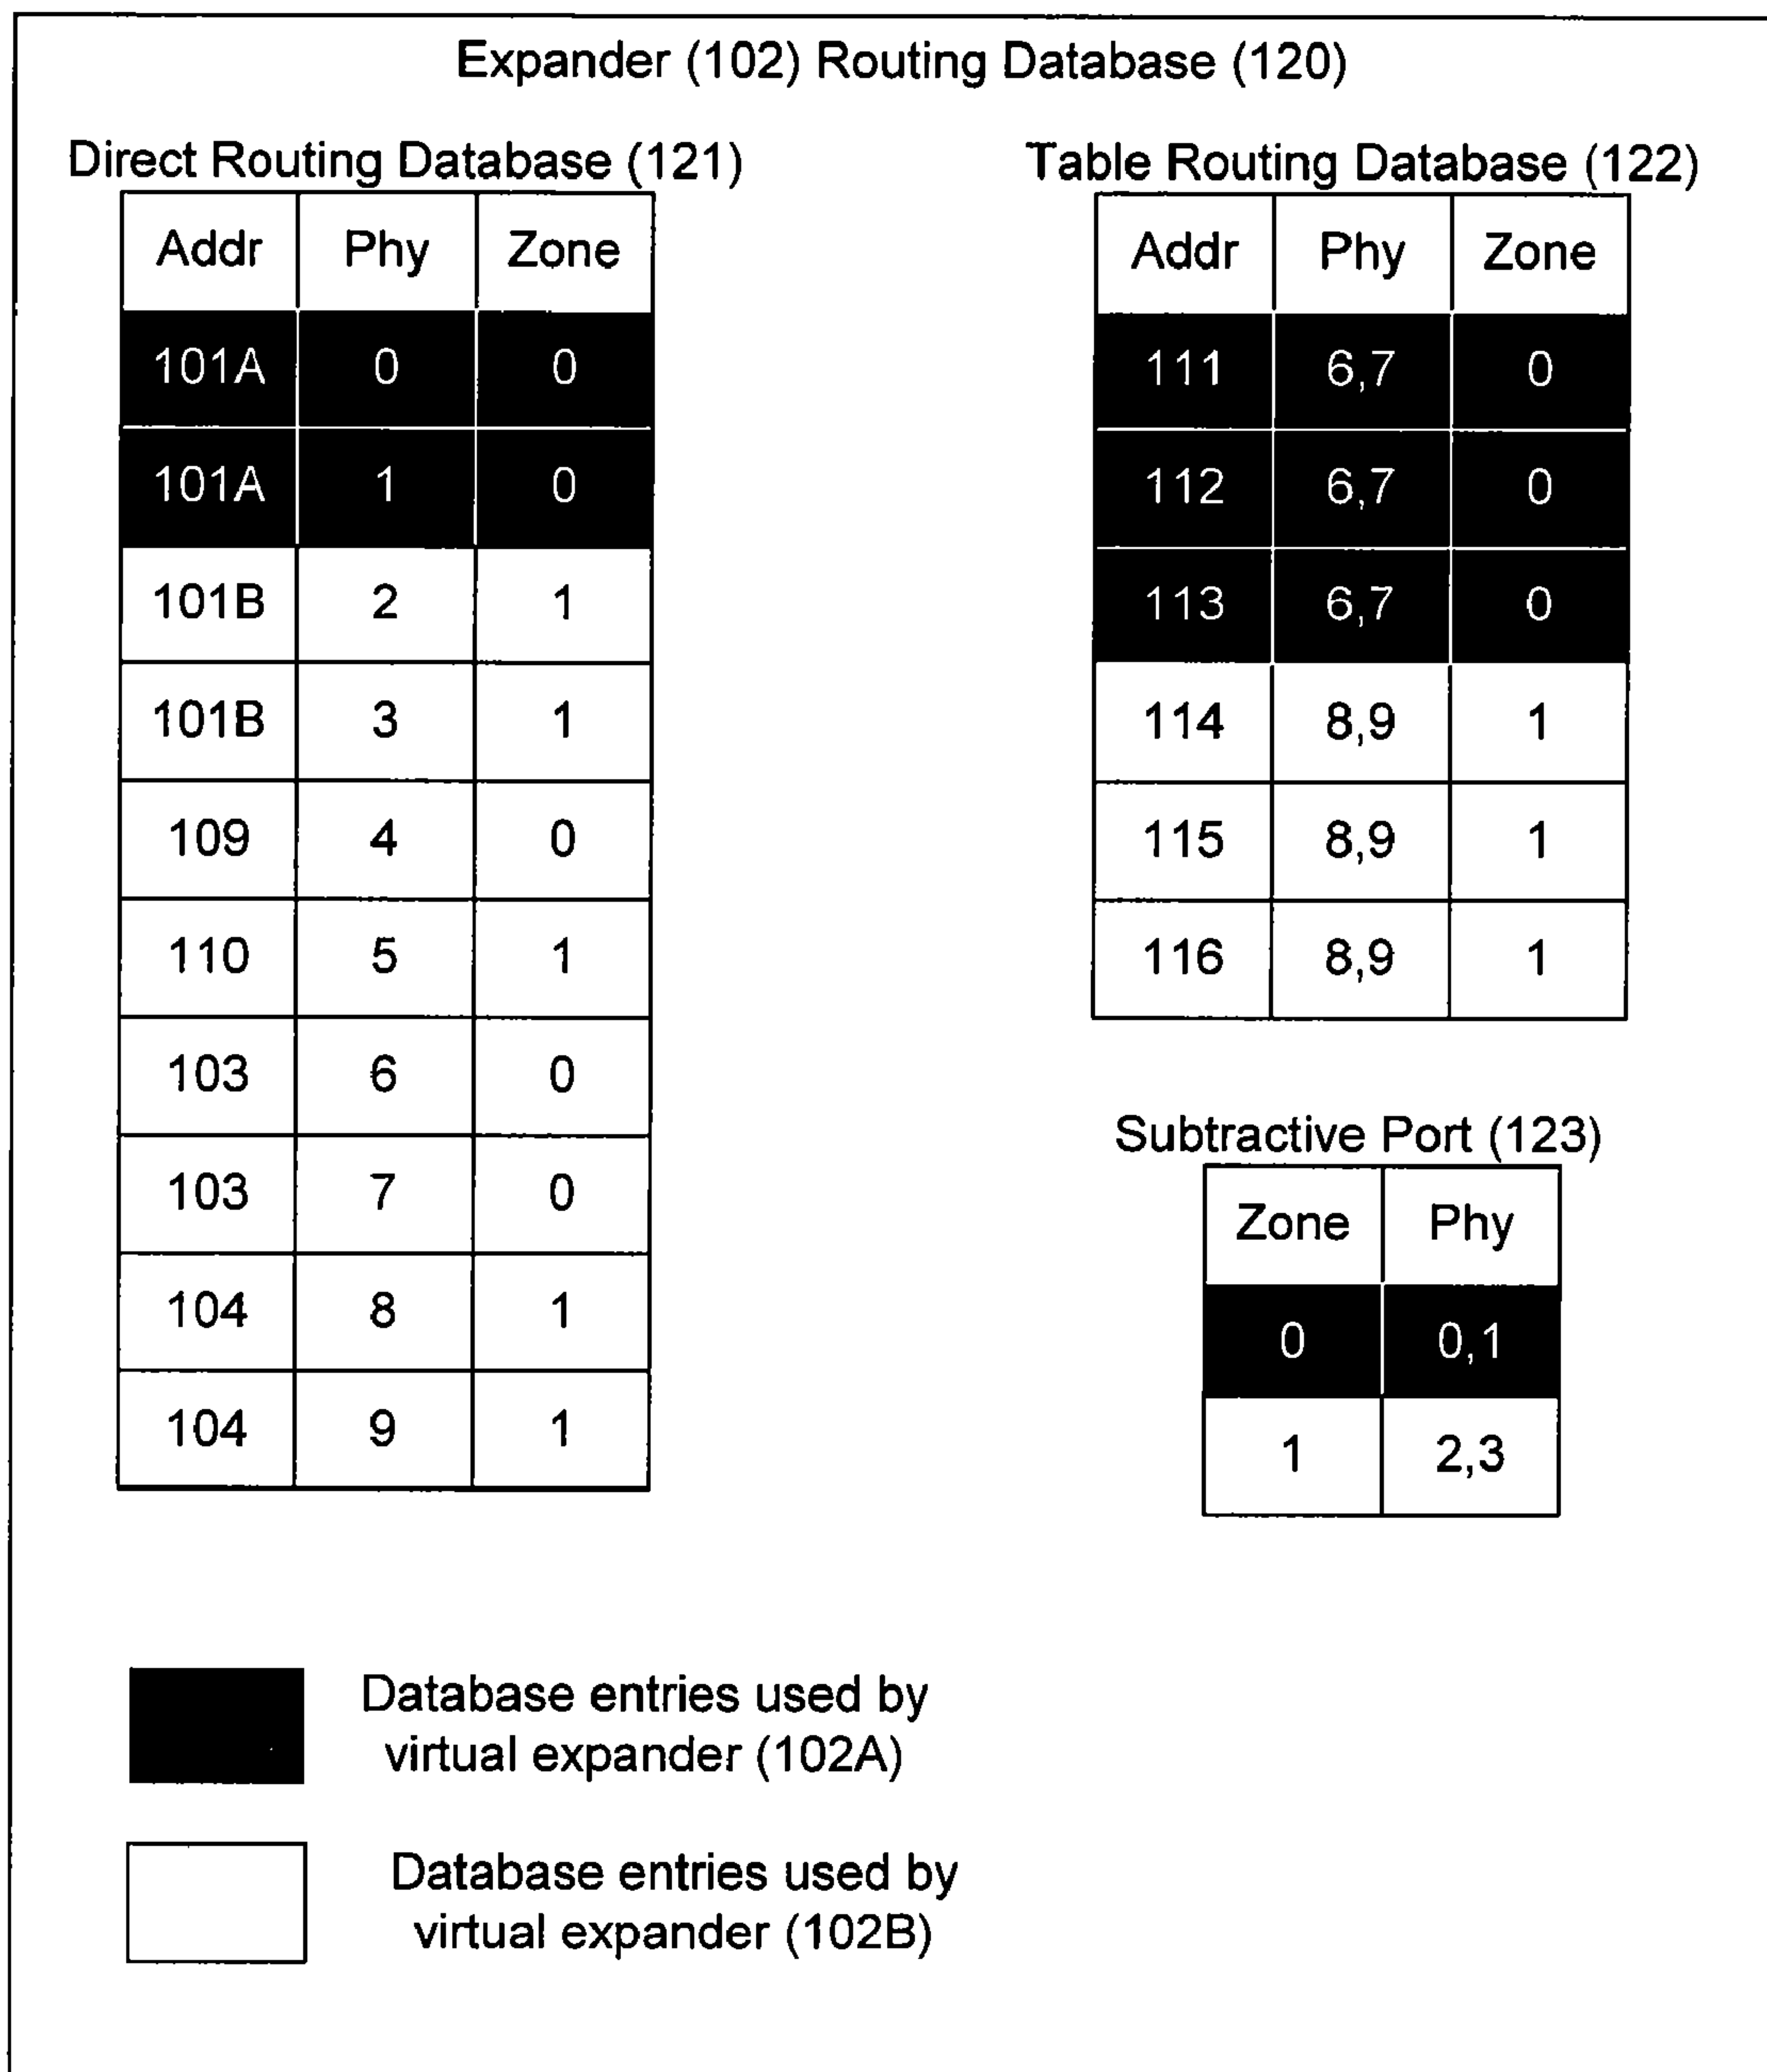 Expander (102) Routing Database (120)
Direct Routing Database (121)
Addr Phy Zone
101A 0 0
101A 1 0
101B 2 1
101B 3 1
109 4 0
110 5 1
103 6 0
103 7 0
104 8 1
104 9 1
Table Routing Database (122)
Addr Phy Zone
111 6,7 0
112 6,7 0
113 6,7 0
114 8,9 1
115 8,9 1
116 8,9 1
Subtractive Port (123)
Zone Phy
0 0,1
1 2,3
Database entries used by
virtual expander (102A)
Database entries used by
virtual expander (102B)